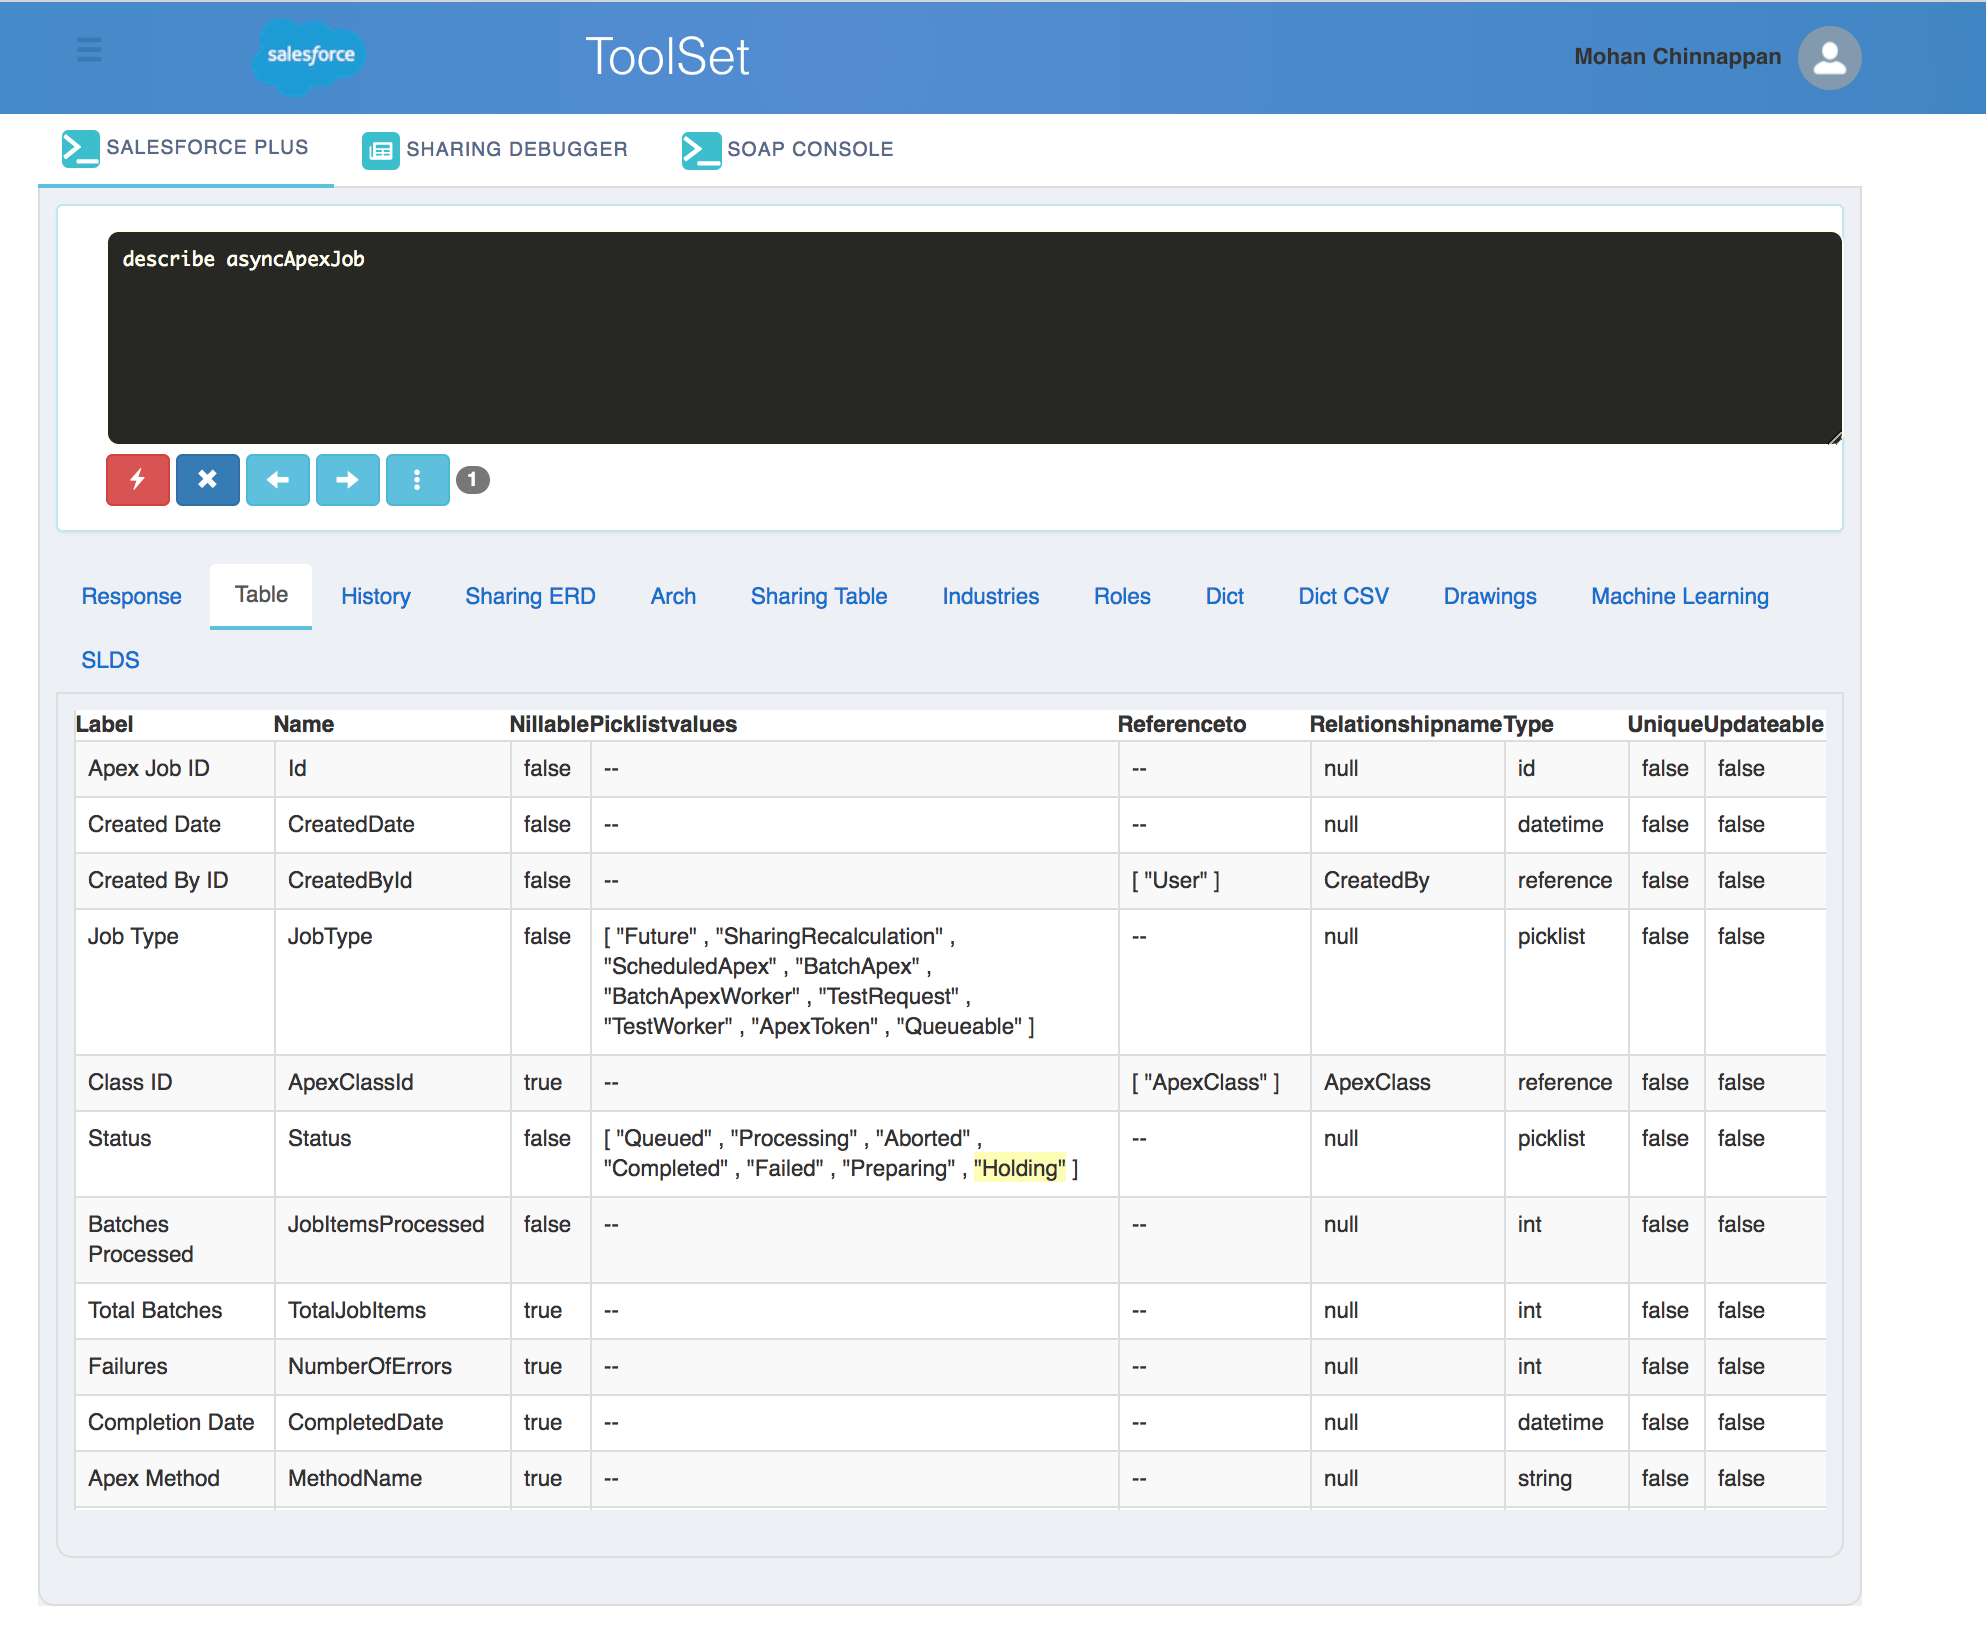 salesforce
ToolSet
Mohan Chinnappan
SALESFORCE PLUS
SHARING DEBUGGER
SOAP CONSOLE
describe asyncApexJob
1
Response Table History Sharing ERD Arch Sharing Table Industries Roles Dict Dict CSV Drawings Machine Learning
SLDS
Label Name Nillable Picklistvalues Referenceto Relationshipname Type Unique Updateable
Apex Job ID Id false -- -- null id false false
Created Date CreatedDate false -- -- null datetime false false
Created By ID CreatedById false -- [ "User" ] CreatedBy reference false false
Job Type JobType false [ "Future" , "SharingRecalculation" , -- null picklist false false
"ScheduledApex" , "BatchApex" ,
"BatchApexWorker" , "TestRequest" ,
"TestWorker" , "ApexToken" , "Queueable" ]
Class ID ApexClassId true -- [ "ApexClass" ] ApexClass reference false false
Status Status false [ "Queued" , "Processing" , "Aborted" , -- null picklist false false
"Completed" , "Failed" , "Preparing" , "Holding" ]
Batches JobItemsProcessed false -- -- null int false false
Processed
Total Batches TotalJobItems true -- -- null int false false
Failures NumberOfErrors true -- -- null int false false
Completion Date CompletedDate true -- -- null datetime false false
Apex Method MethodName true -- -- null string false false